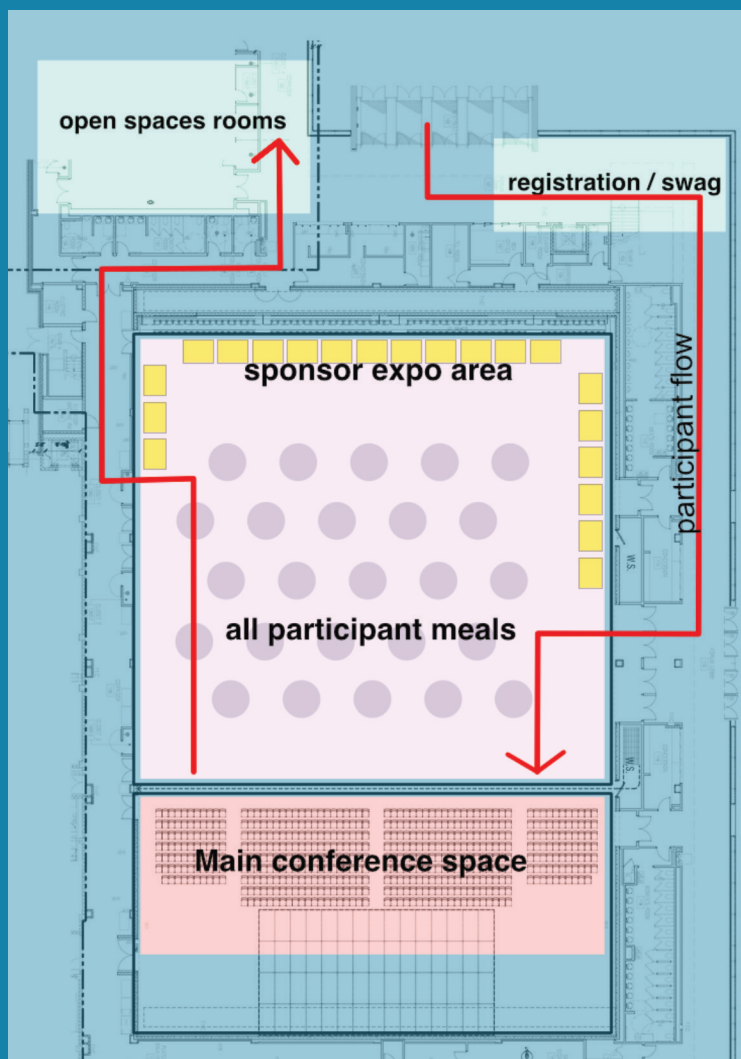 open spaces rooms
registration / swag
sponsor expo area
participant flow
W.S.
all participant meals
W.S.
Main conference space